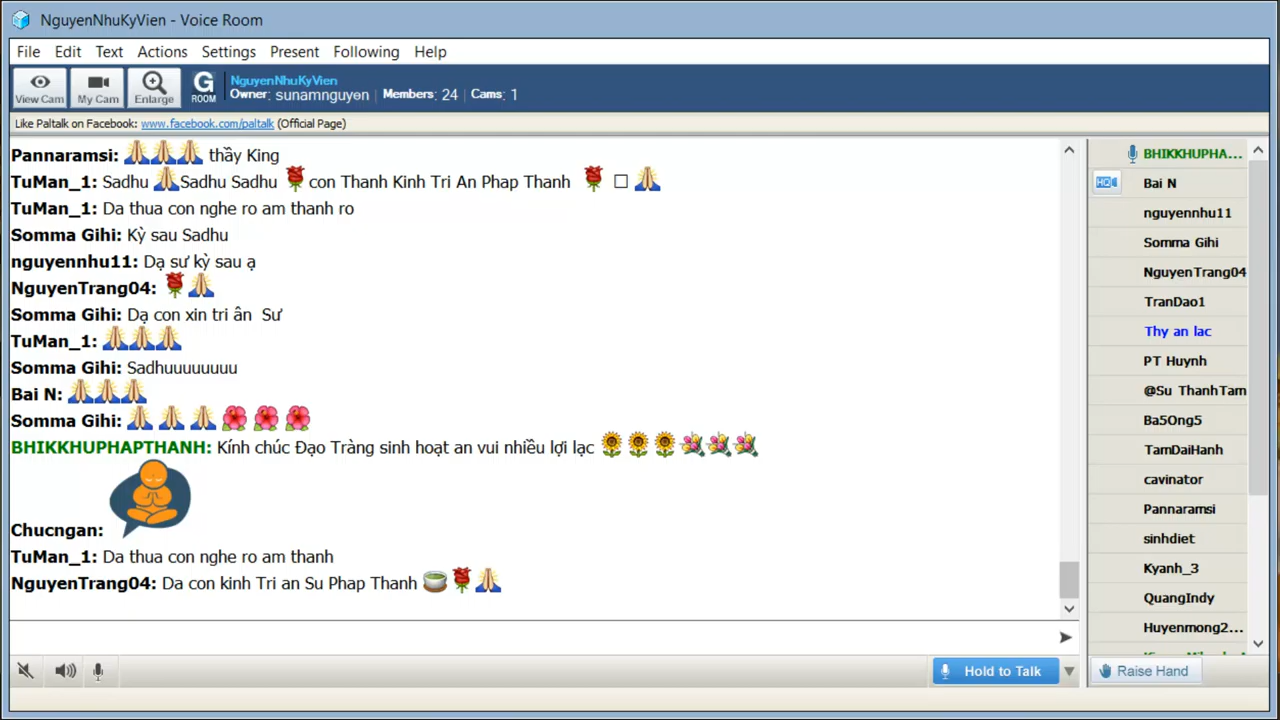 NguyenNhuKyVien - Voice Room
File Edit Text Actions Settings Present Following Help
View Cam My Cam Enlarge G ROOM
NguyenNhuKyVien
Owner: sunamnguyen | Members: 24 | Cams: 1
Like Paltalk on Facebook: www.facebook.com/paltalk (Official Page)
Pannaramsi: 🙏🙏🙏 thầy King
TuMan_1: Sadhu 🙏Sadhu Sadhu 🌹con Thanh Kinh Tri An Phap Thanh 🌹 □ 🙏
TuMan_1: Da thua con nghe ro am thanh ro
Somma Gihi: Kỳ sau Sadhu
nguyennhu11: Dạ sư kỳ sau ạ
NguyenTrang04: 🌹🙏
Somma Gihi: Dạ con xin tri ân Sư
TuMan_1: 🙏🙏🙏
Somma Gihi: Sadhuuuuuuuu
Bai N: 🙏🙏🙏
Somma Gihi: 🙏 🙏 🙏 🌺 🌺 🌺
BHIKKHUPHAPTHANH: Kính chúc Đạo Tràng sinh hoạt an vui nhiều lợi lạc 🌻🌻🌻💐💐💐
Chucngan:
TuMan_1: Da thua con nghe ro am thanh
NguyenTrang04: Da con kinh Tri an Su Phap Thanh 🍵🌹🙏
Hold to Talk
BHIKKHUPHA...
HD
Bai N
nguyennhu11
Somma Gihi
NguyenTrang04
TranDao1
Thy an lac
PT Huynh
@Su ThanhTam
Ba5Ong5
TamDaiHanh
cavinator
Pannaramsi
sinhdiet
Kyanh_3
QuangIndy
Huyenmong2...
Raise Hand